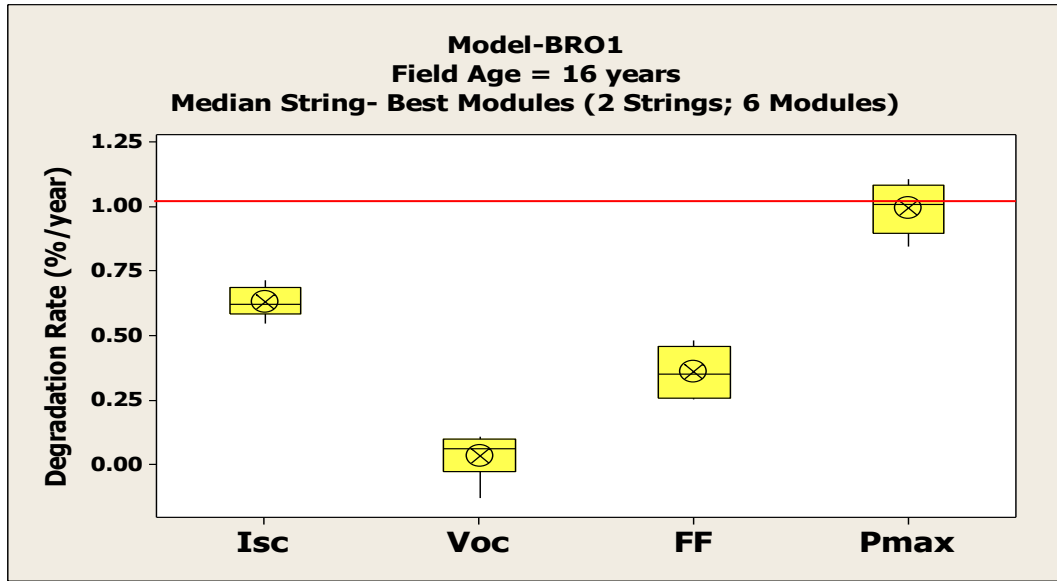 Model-BRO1
Field Age = 16 years
Median String- Best Modules (2 Strings; 6 Modules)
Degradation Rate (%/year)
1.25
1.00
0.75
0.50
0.25
0.00
Isc Voc FF Pmax